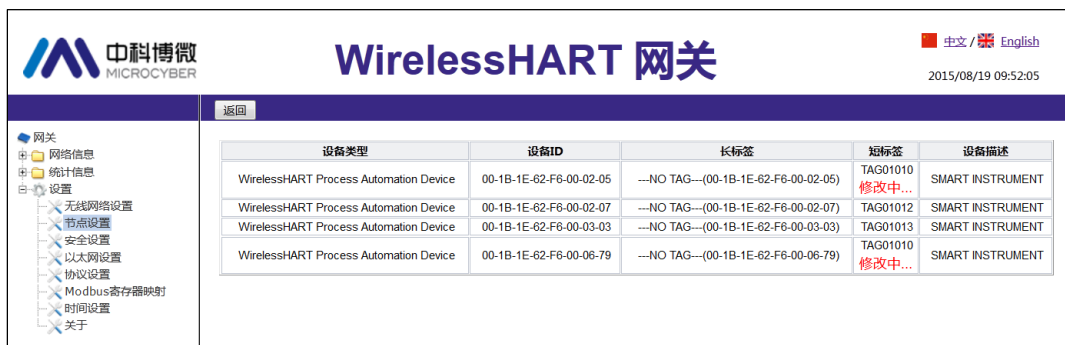 中科博微
MICROCYBER
WirelessHART 网关
中文 / English
2015/08/19 09:52:05
返回
网关
网络信息
统计信息
设置
无线网络设置
节点设置
安全设置
以太网设置
协议设置
Modbus寄存器映射
时间设置
关于
设备类型 设备ID 长标签 短标签 设备描述
WirelessHART Process Automation Device 00-1B-1E-62-F6-00-02-05 ---NO TAG---(00-1B-1E-62-F6-00-02-05) TAG01010 SMART INSTRUMENT
修改中...
WirelessHART Process Automation Device 00-1B-1E-62-F6-00-02-07 ---NO TAG---(00-1B-1E-62-F6-00-02-07) TAG01012 SMART INSTRUMENT
WirelessHART Process Automation Device 00-1B-1E-62-F6-00-03-03 ---NO TAG---(00-1B-1E-62-F6-00-03-03) TAG01013 SMART INSTRUMENT
WirelessHART Process Automation Device 00-1B-1E-62-F6-00-06-79 ---NO TAG---(00-1B-1E-62-F6-00-06-79) TAG01010 SMART INSTRUMENT
修改中...